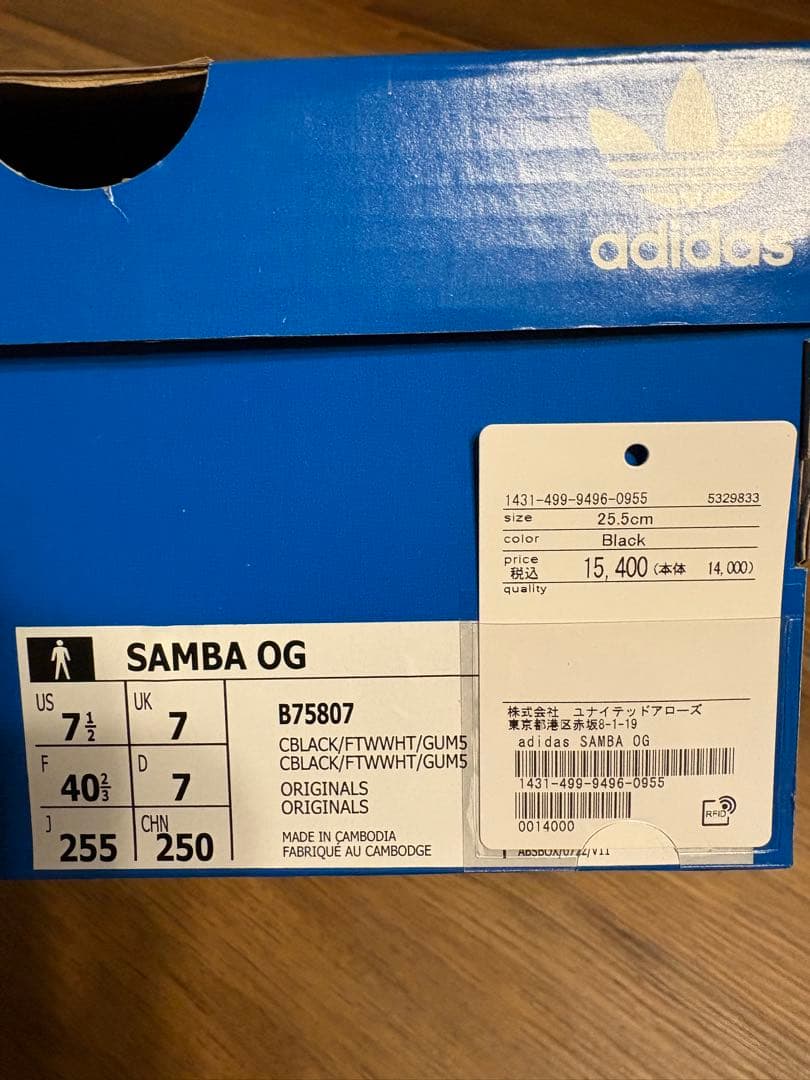 adidas
1431-499-9496-0955 5329833
size 25.5cm
color Black
price
税込 15,400 (本体 14,000)
quality
株式会社 ユナイテッドアローズ
東京都港区赤坂8-1-19
adidas SAMBA OG
1431-499-9496-0955
0014000
RFID
SAMBA OG
US 7 1/2 UK 7
F 40 2/3 D 7
J 255 CHN 250
B75807
CBLACK/FTWWHT/GUM5
CBLACK/FTWWHT/GUM5
ORIGINALS
ORIGINALS
MADE IN CAMBODIA
FABRIQUÉ AU CAMBODGE